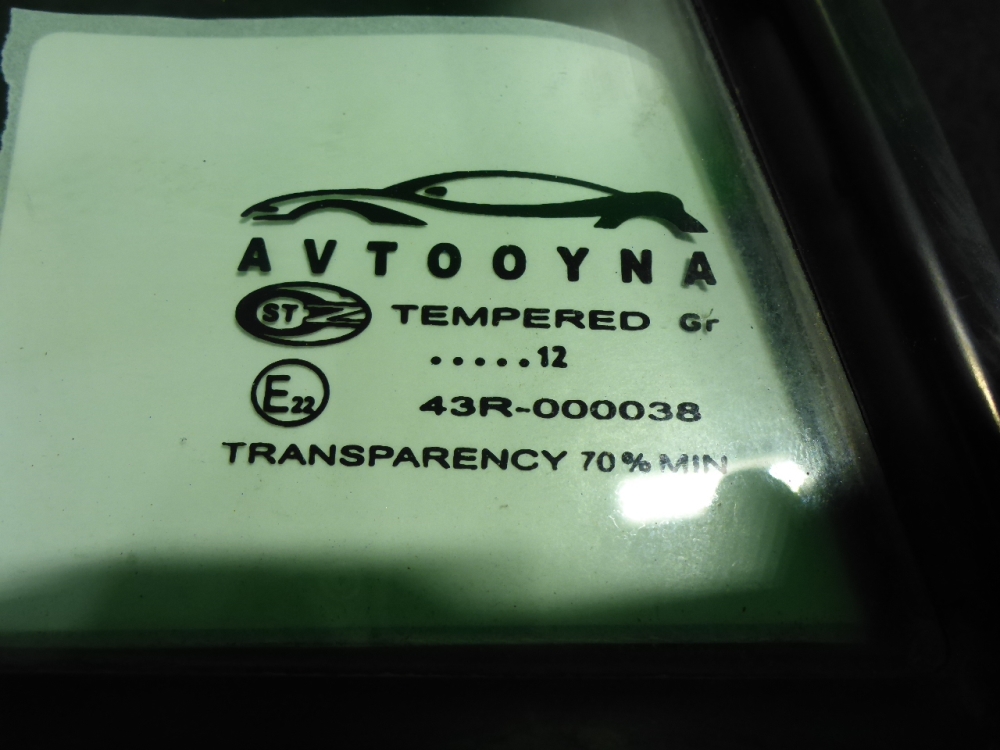 AVTOOYNA
ST TEMPERED Gr
.....12
E22 43R-000038
TRANSPARENCY 70% MIN